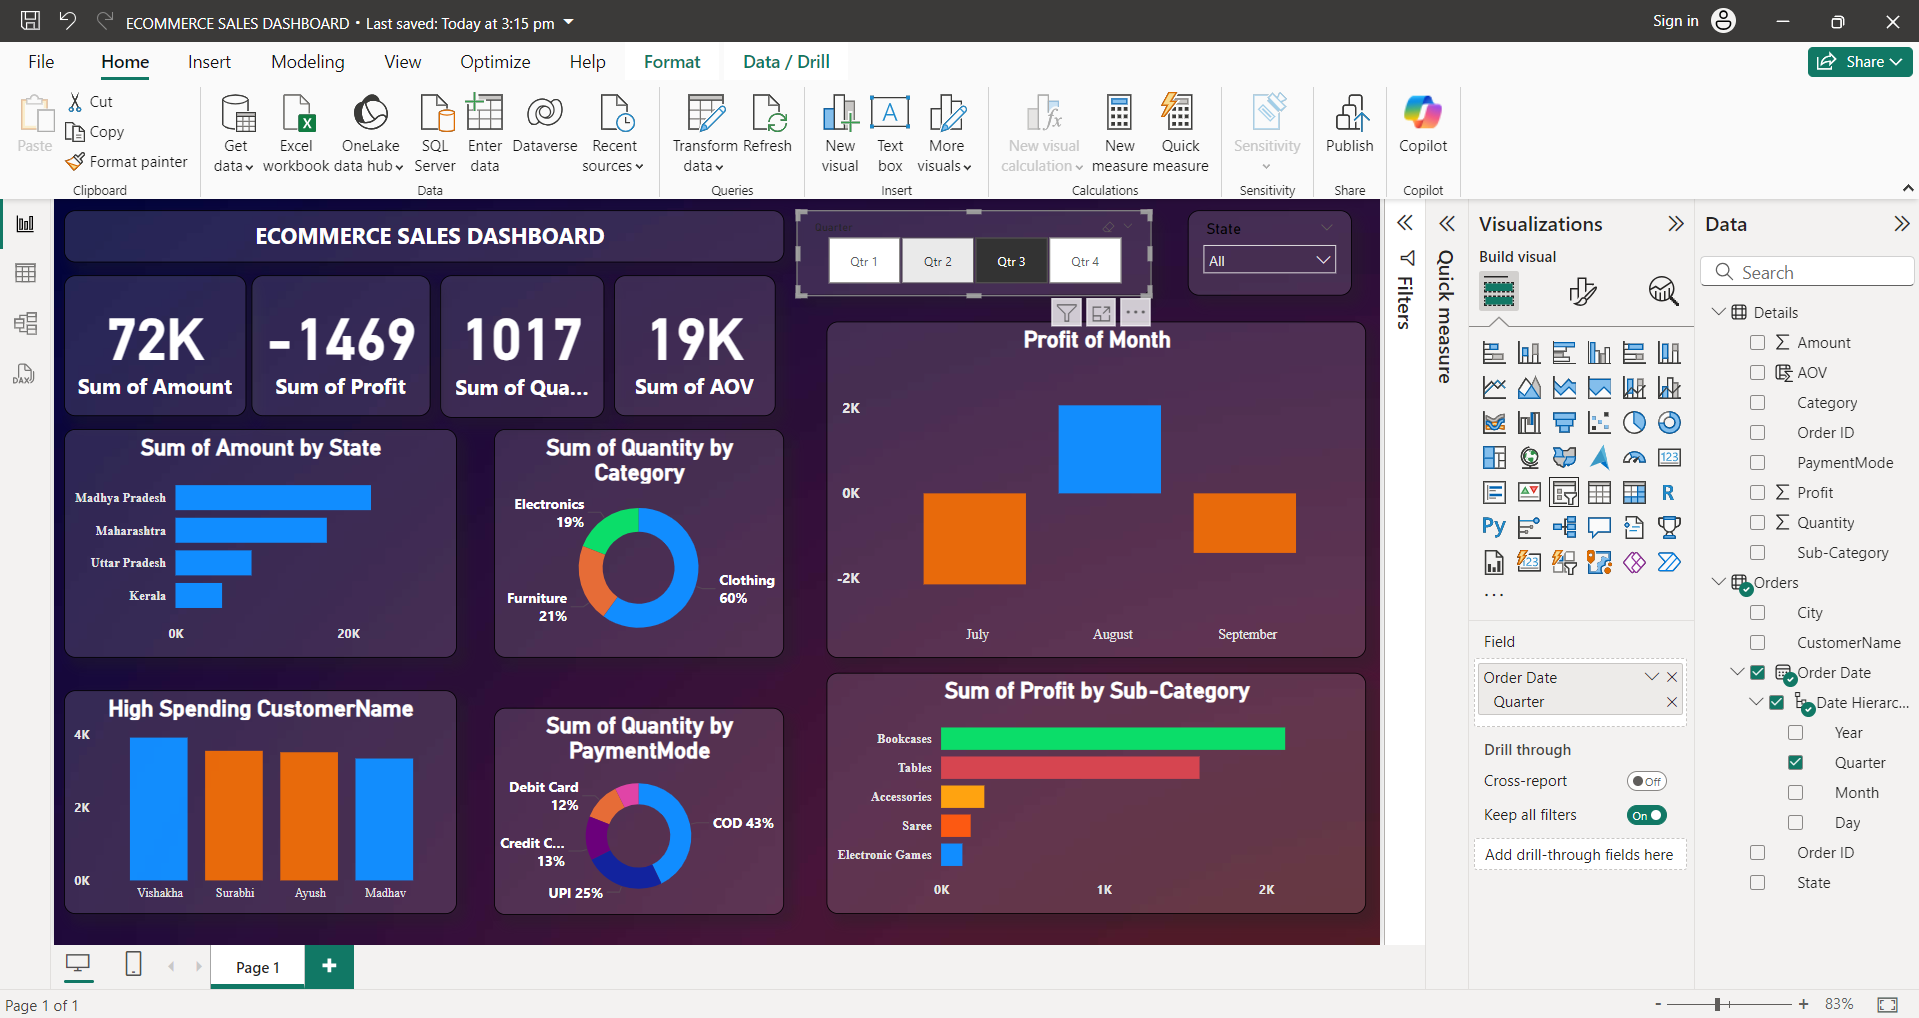 ECOMMERCE SALES DASHBOARD • Last saved: Today at 3:15 pm
Sign in
File Home Insert Modeling View Optimize Help Format Data / Drill
Share
Paste
Cut
Copy
Format painter
Clipboard
Get data
Excel workbook
OneLake data hub
SQL Server
Enter data
Dataverse
Recent sources
Data
Transform data
Refresh
Queries
New visual
Text box
More visuals
Insert
New visual calculation
New measure
Quick measure
Calculations
Sensitivity
Sensitivity
Publish
Share
Copilot
Copilot
DAX
ECOMMERCE SALES DASHBOARD
Quarter
Qtr 1 Qtr 2 Qtr 3 Qtr 4
State
All
72K
Sum of Amount
-1469
Sum of Profit
1017
Sum of Qua...
19K
Sum of AOV
Sum of Amount by State
Madhya Pradesh
Maharashtra
Uttar Pradesh
Kerala
0K 20K
Sum of Quantity by
Category
Electronics
19%
Furniture
21%
Clothing
60%
Profit of Month
2K
0K
-2K
July August September
High Spending CustomerName
4K
2K
0K
Vishakha Surabhi Ayush Madhav
Sum of Quantity by
PaymentMode
Debit Card
12%
Credit C...
13%
UPI 25%
COD 43%
Sum of Profit by Sub-Category
Bookcases
Tables
Accessories
Saree
Electronic Games
0K 1K 2K
Filters
Quick measure
Visualizations
Build visual
123
R
Py
123
...
Field
Order Date
Quarter
Drill through
Cross-report
Off
Keep all filters
On
Add drill-through fields here
Data
Search
Details
Amount
AOV
Category
Order ID
PaymentMode
Profit
Quantity
Sub-Category
Orders
City
CustomerName
Order Date
Date Hierarc...
Year
Quarter
Month
Day
Order ID
State
Page 1
+
Page 1 of 1
- + 83%